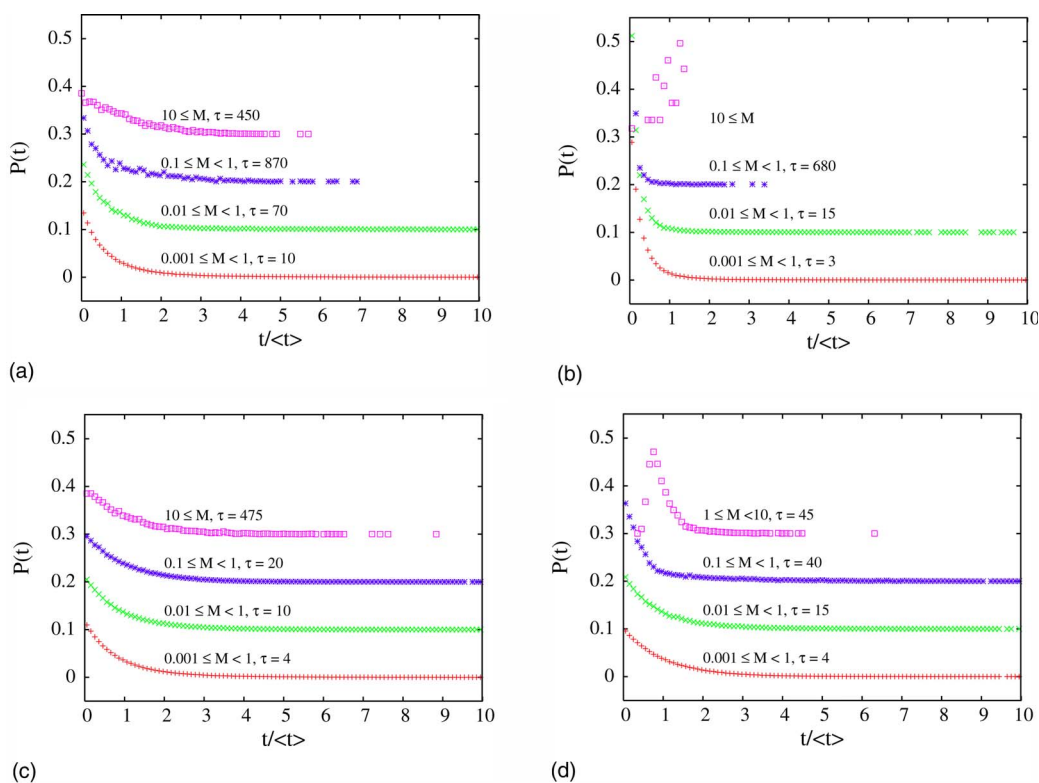 0.5
0.4
0.3
0.2
0.1
0
P(t)
10 ≤ M, τ = 450
0.1 ≤ M < 1, τ = 870
0.01 ≤ M < 1, τ = 70
0.001 ≤ M < 1, τ = 10
0 1 2 3 4 5 6 7 8 9 10
t/<t>
(a)
0.5
0.4
0.3
0.2
0.1
0
P(t)
10 ≤ M
0.1 ≤ M < 1, τ = 680
0.01 ≤ M < 1, τ = 15
0.001 ≤ M < 1, τ = 3
0 1 2 3 4 5 6 7 8 9 10
t/<t>
(b)
0.5
0.4
0.3
0.2
0.1
0
P(t)
10 ≤ M, τ = 475
0.1 ≤ M < 1, τ = 20
0.01 ≤ M < 1, τ = 10
0.001 ≤ M < 1, τ = 4
0 1 2 3 4 5 6 7 8 9 10
t/<t>
(c)
0.5
0.4
0.3
0.2
0.1
0
P(t)
1 ≤ M <10, τ = 45
0.1 ≤ M < 1, τ = 40
0.01 ≤ M < 1, τ = 15
0.001 ≤ M < 1, τ = 4
0 1 2 3 4 5 6 7 8 9 10
t/<t>
(d)